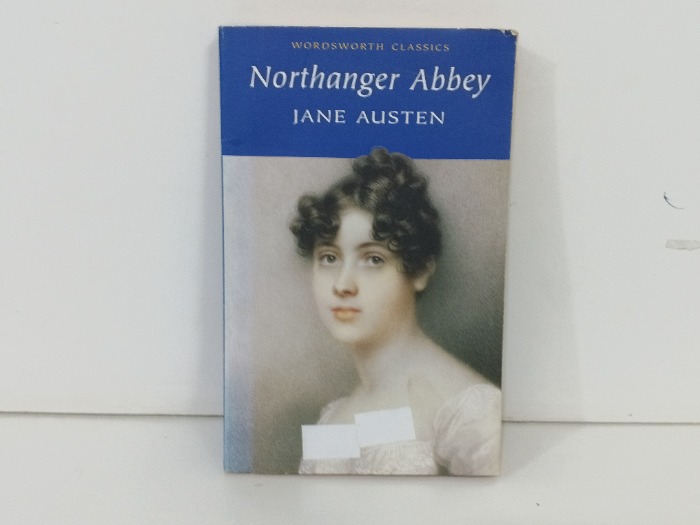 WORDSWORTH CLASSICS
Northanger Abbey
JANE AUSTEN